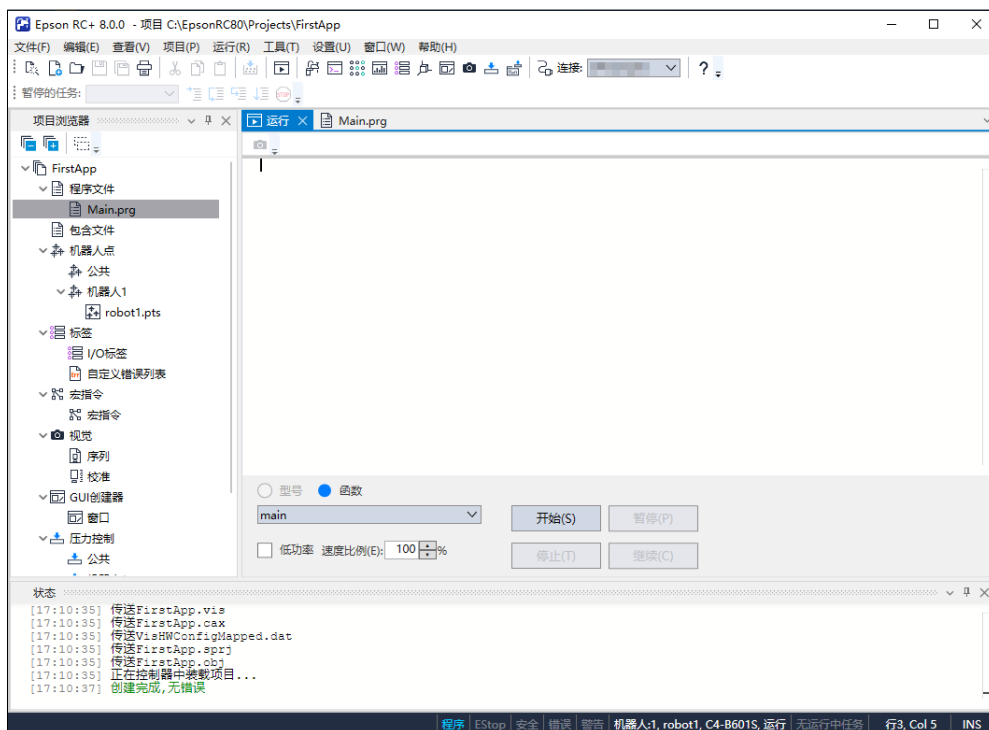 Epson RC+ 8.0.0 - 项目 C:\EpsonRC80\Projects\FirstApp
文件(F) 编辑(E) 查看(V) 项目(P) 运行(R) 工具(T) 设置(U) 窗口(W) 帮助(H)
连接:
暂停的任务:
STOP
项目浏览器
运行 Main.prg
FirstApp
程序文件
Main.prg
包含文件
机器人点
公共
机器人1
robot1.pts
标签
I/O标签
Err 自定义错误列表
宏指令
宏指令
视觉
序列
校准
GUI创建器
窗口
压力控制
公共
型号 函数
main
开始(S) 暂停(P)
低功率 速度比例(E): 100 %
停止(T) 继续(C)
状态
[17:10:35] 传送FirstApp.vis
[17:10:35] 传送FirstApp.cax
[17:10:35] 传送VisHWConfigMapped.dat
[17:10:35] 传送FirstApp.sprj
[17:10:35] 传送FirstApp.obj
[17:10:35] 正在控制器中装载项目...
[17:10:37] 创建完成,无错误
程序 EStop 安全 错误 警告 机器人:1, robot1, C4-B601S, 运行 无运行中任务 行3, Col 5 INS